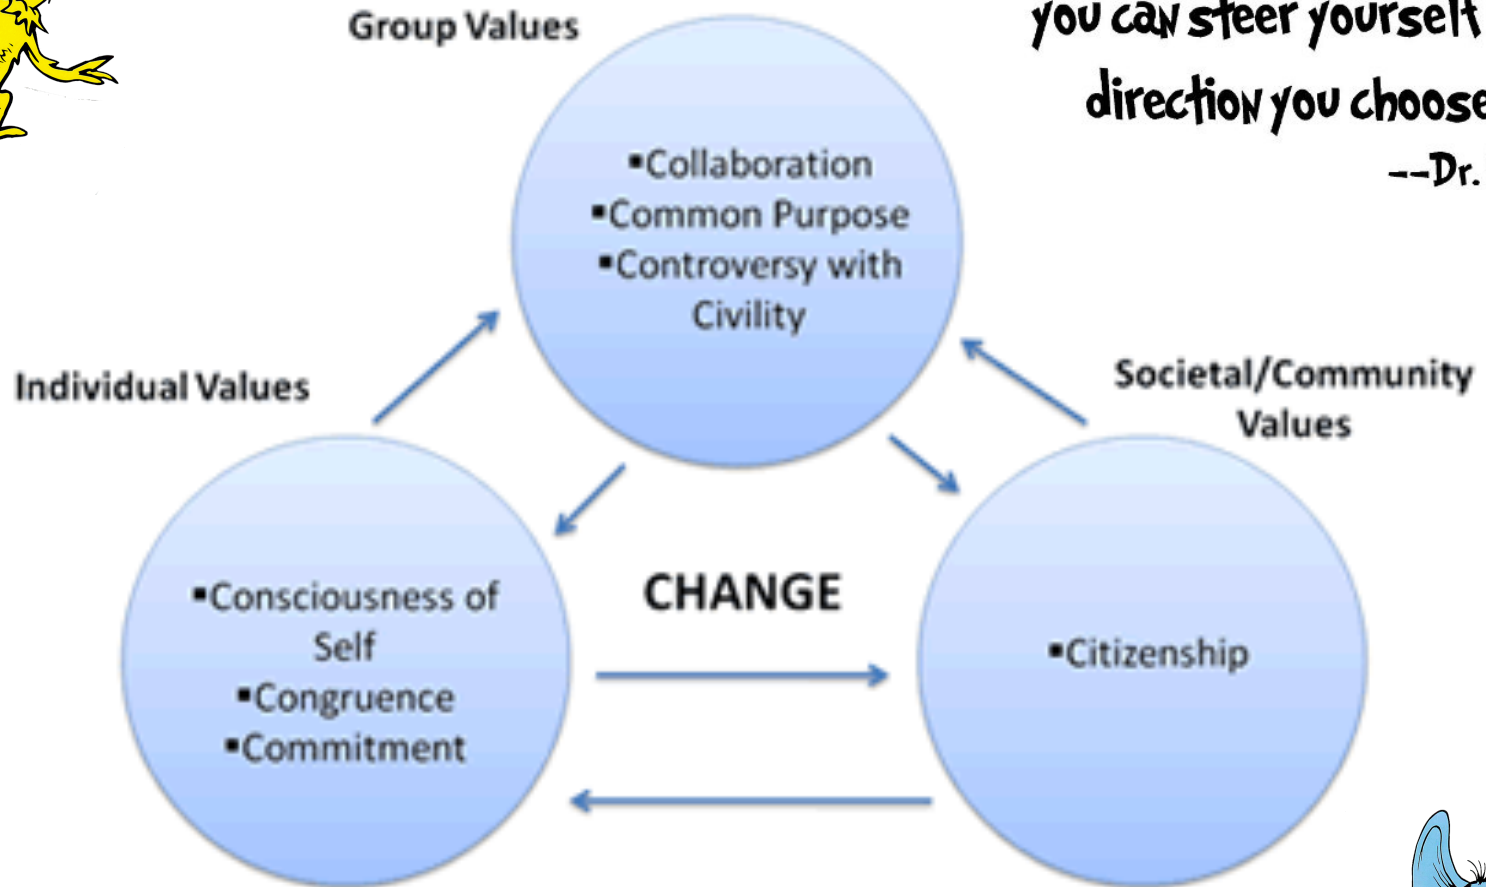 Group Values
you can steer yourself
direction you choose
--Dr.
▪Collaboration
▪Common Purpose
▪Controversy with
Civility
Individual Values
Societal/Community
Values
▪Consciousness of
Self
▪Congruence
▪Commitment
CHANGE
▪Citizenship